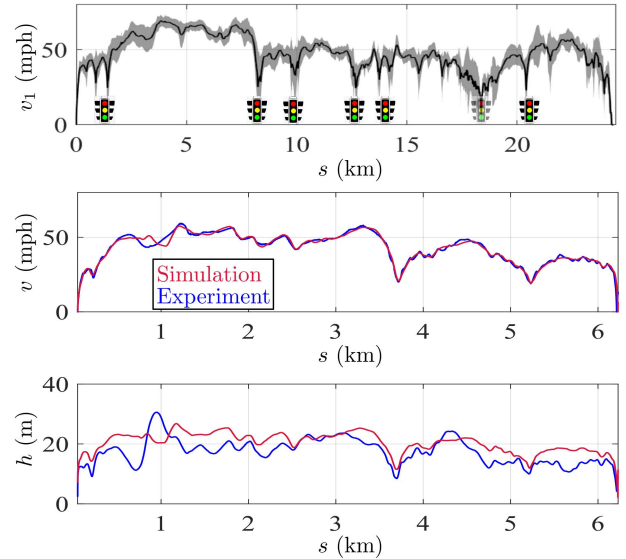 v₁ (mph)
50
0
0 5 10 15 20
s (km)
v (mph)
50
0
Simulation
Experiment
1 2 3 4 5 6
s (km)
h (m)
40
20
0
1 2 3 4 5 6
s (km)